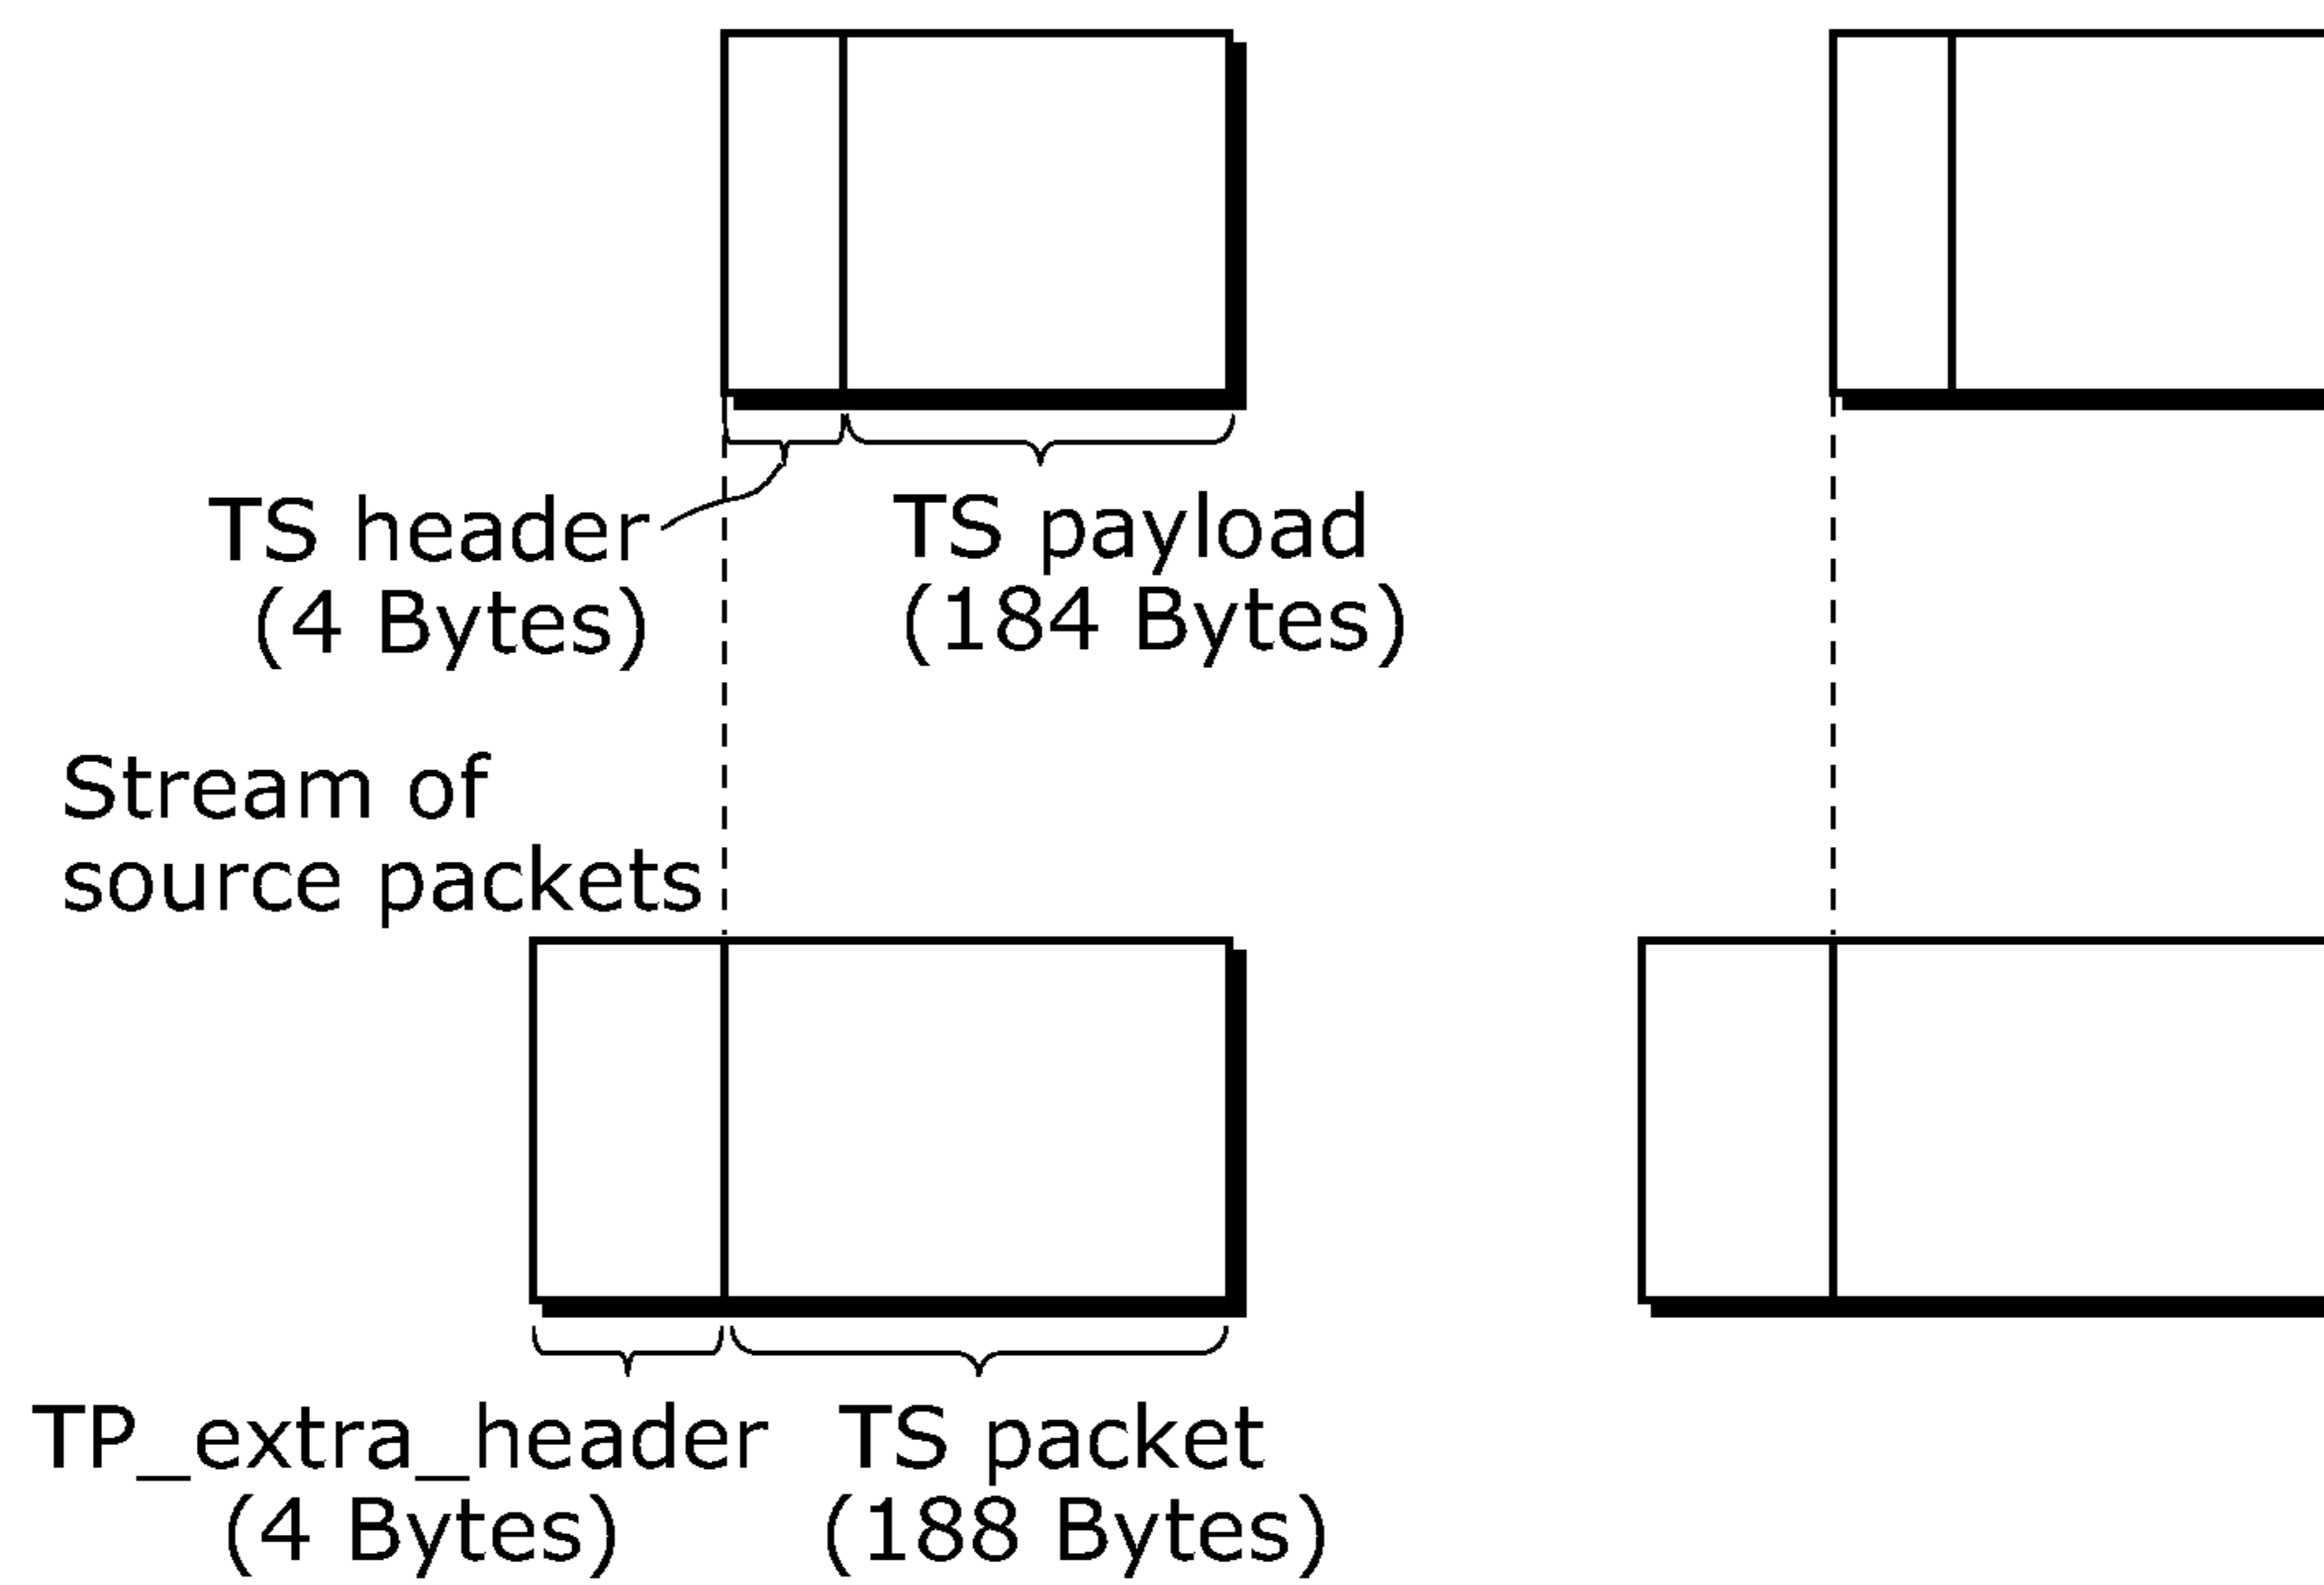 TS header
(4 Bytes)
TS payload
(184 Bytes)
Stream of
source packets
TP_extra_header
(4 Bytes)
TS packet
(188 Bytes)